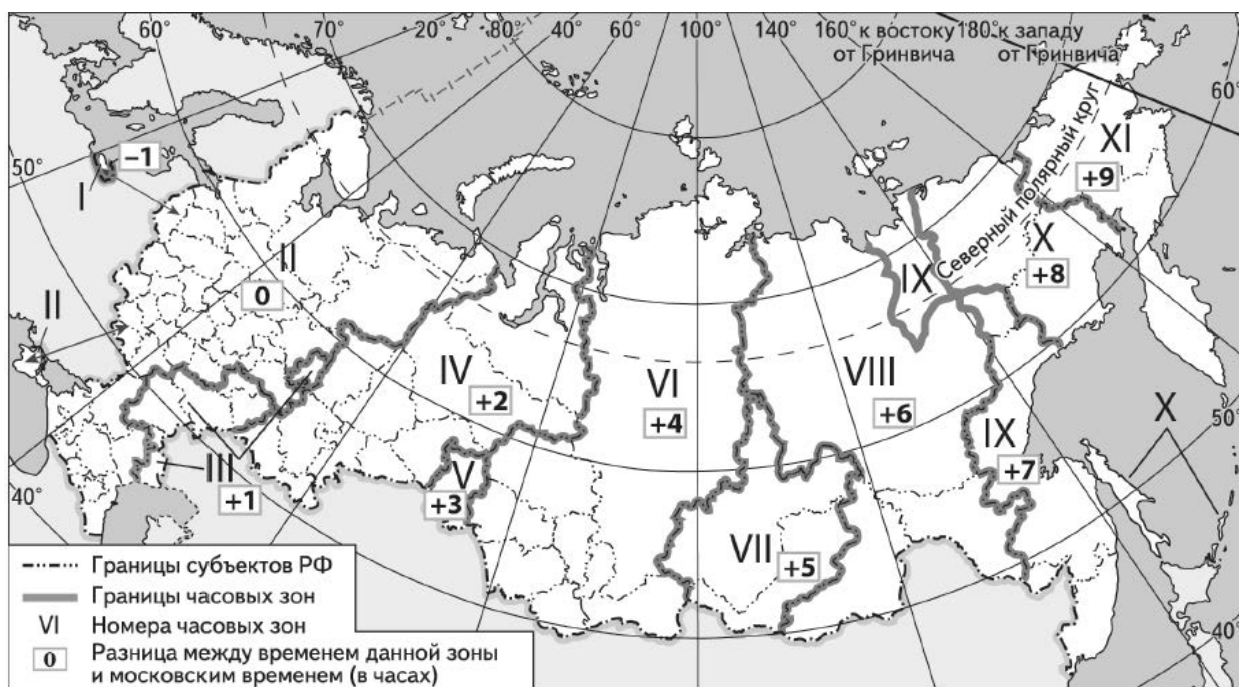 60°
70°
20°
40°
60°
100°
140°
160° к востоку
от Гринвича
180° к западу
от Гринвича
60°
50°
–1
I
II
0
II
Северный полярный круг
XI
+9
X
+8
IX
VIII
+6
VI
+4
IV
+2
X
50°
IX
+7
III
+1
V
+3
VII
+5
40°
40°
Границы субъектов РФ
Границы часовых зон
VI Номера часовых зон
0 Разница между временем данной зоны
и московским временем (в часах)